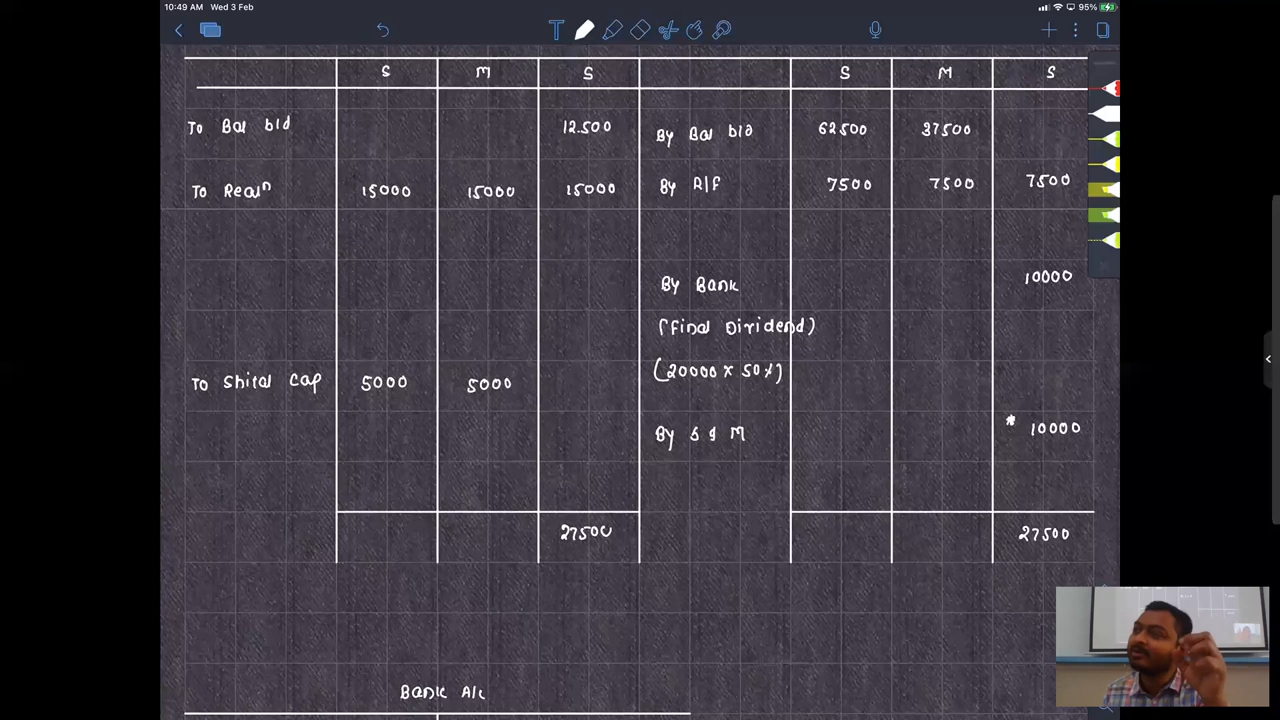 10:49 AM Wed 3 Feb
95%
S M S S M S
To Bal b/d 12500 By Bal b/d 62500 37500
To Realn 15000 15000 15000 By R/F 7500 7500 7500
By Bank 10000
(Final Dividend)
To Shital Cap 5000 5000 (20000 x 50%)
By S & M * 10000
27500 27500
Bank A/c